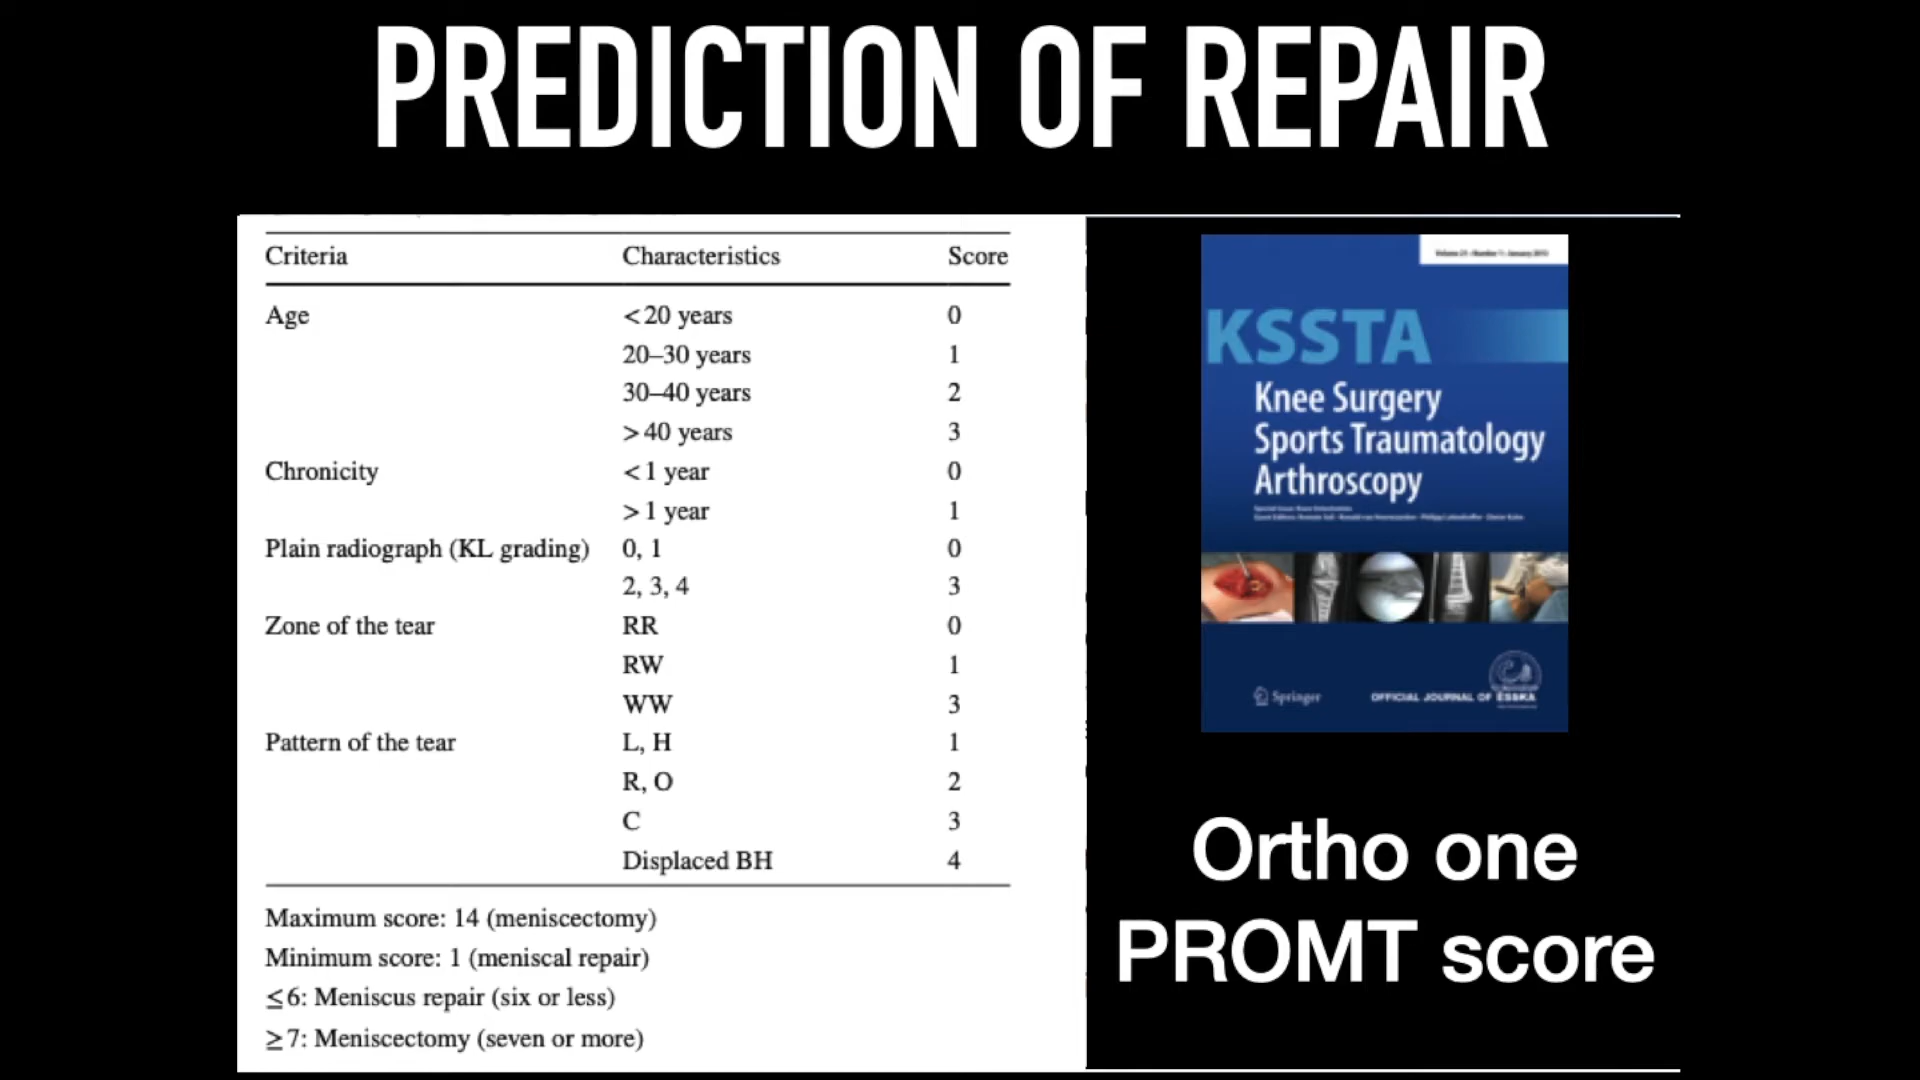 PREDICTION OF REPAIR
Criteria Characteristics Score
Age <20 years 0
20–30 years 1
30–40 years 2
>40 years 3
Chronicity <1 year 0
>1 year 1
Plain radiograph (KL grading) 0, 1 0
2, 3, 4 3
Zone of the tear RR 0
RW 1
WW 3
Pattern of the tear L, H 1
R, O 2
C 3
Displaced BH 4
Maximum score: 14 (meniscectomy)
Minimum score: 1 (meniscal repair)
≤6: Meniscus repair (six or less)
≥7: Meniscectomy (seven or more)
KSSTA
Knee Surgery
Sports Traumatology
Arthroscopy
Springer
OFFICIAL JOURNAL OF ESSKA
Ortho one
PROMT score